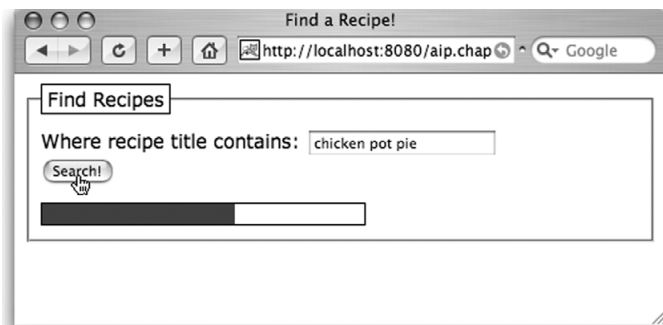 Find a Recipe!
http://localhost:8080/aip.chap
Google
Find Recipes
Where recipe title contains: chicken pot pie
Search!